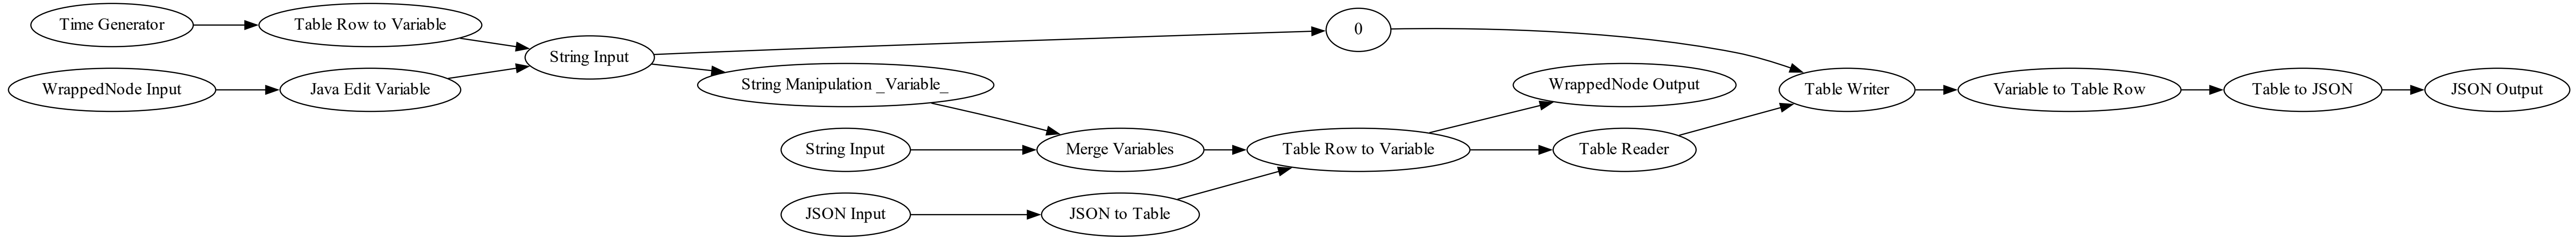 Time Generator
Table Row to Variable
String Input
0
WrappedNode Input
Java Edit Variable
String Manipulation _Variable_
WrappedNode Output
Table Writer
Variable to Table Row
Table to JSON
JSON Output
String Input
Merge Variables
Table Row to Variable
Table Reader
JSON Input
JSON to Table